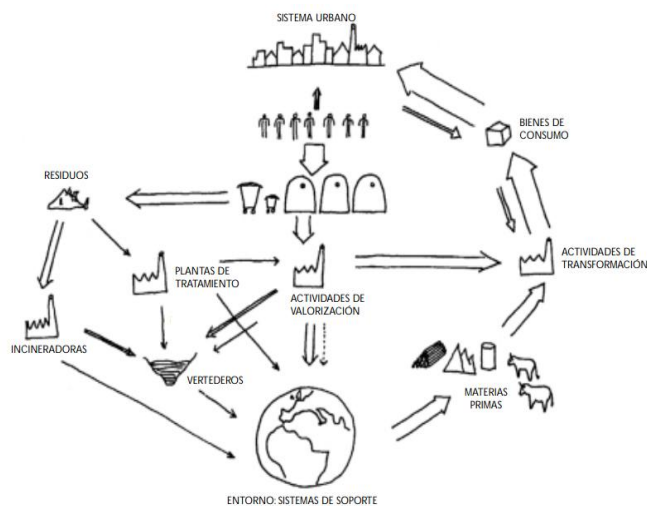 SISTEMA URBANO
BIENES DE
CONSUMO
RESIDUOS
ACTIVIDADES DE
TRANSFORMACIÓN
PLANTAS DE
TRATAMIENTO
ACTIVIDADES DE
VALORIZACIÓN
INCINERADORAS
VERTEDEROS
MATERIAS
PRIMAS
ENTORNO: SISTEMAS DE SOPORTE